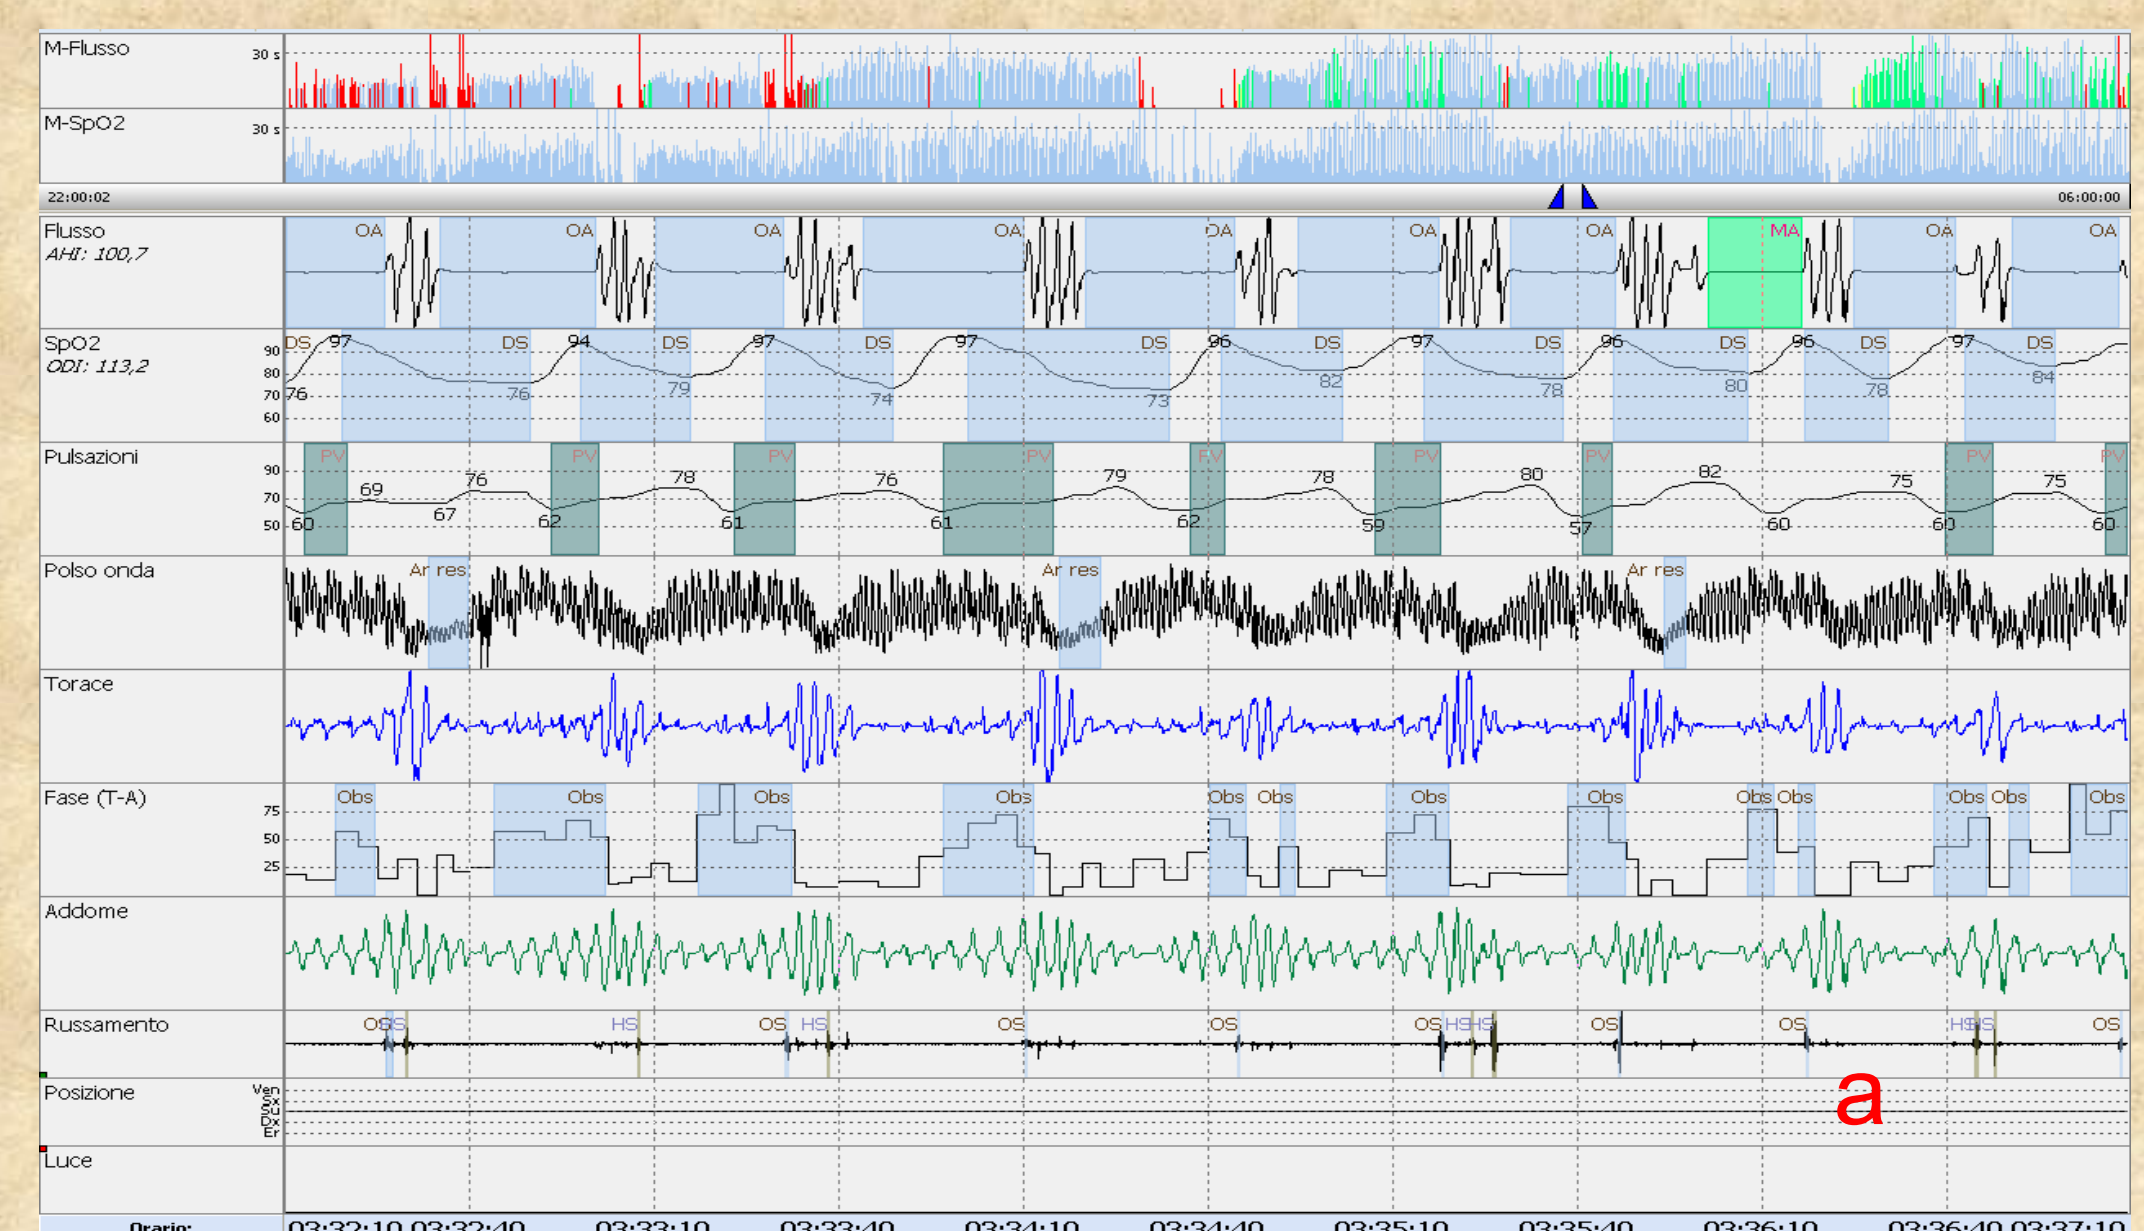 M-Flusso
30 s
M-SpO2
30 s
22:00:02 06:00:00
Flusso
AHI: 100,7
OA OA OA OA OA OA OA MA OA OA
SpO2
ODI: 113,2
90
80
70
60
DS 97 DS 94 DS 97 DS 97 DS 96 DS 97 DS 96 DS 96 DS 97 DS
76 76 79 74 73 82 78 80 78 84
Pulsazioni
90
70
50
PV PV PV PV PV PV PV PV PV
69 76 78 76 79 78 80 82 75 75
60 67 62 61 61 62 59 57 60 60 60
Polso onda
Ar res Ar res Ar res
Torace
Fase (T-A)
75
50
25
Obs Obs Obs Obs Obs Obs Obs Obs Obs Obs Obs Obs Obs
Addome
Russamento
OS HS HS OS HS OS OS OS HS HS OS OS HS HS OS
Posizione
Ven
Sx
Su
Dx
Er
a
Luce
Orario:
03:32:10 03:32:40 03:33:10 03:33:40 03:34:10 03:34:40 03:35:10 03:35:40 03:36:10 03:36:40 03:37:10